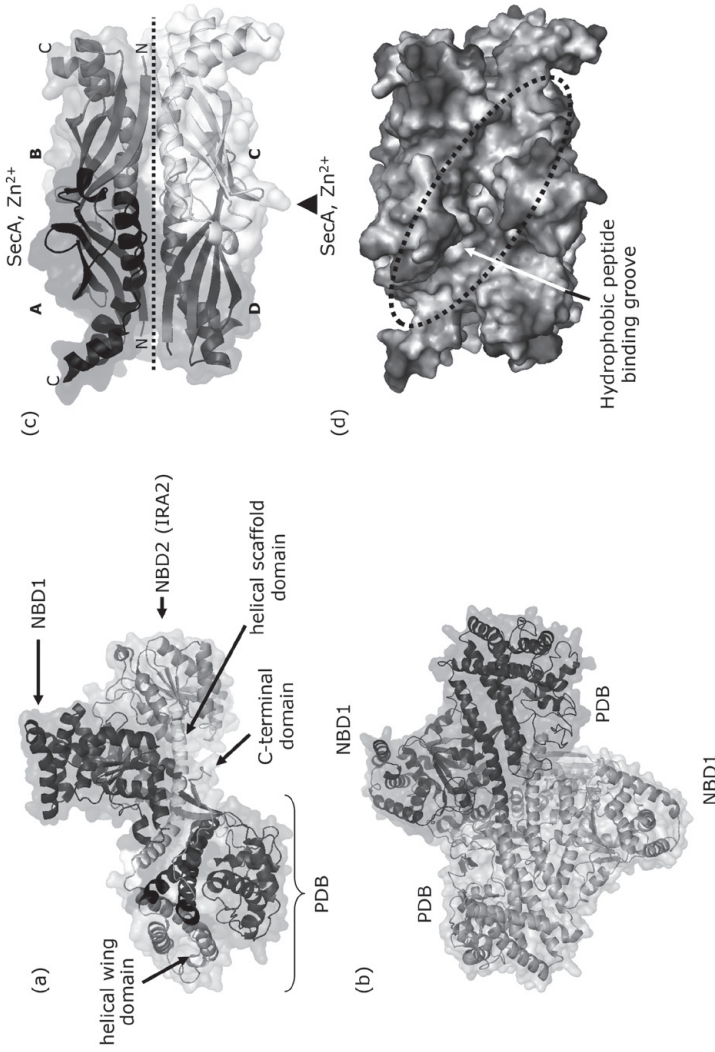 (a)
NBD1
NBD2 (IRA2)
helical scaffold
domain
C-terminal
domain
PDB
helical wing
domain
(b)
NBD1
PDB
PDB
NBD1
(c)
SecA, Zn²⁺
A
B
C
C
N
N
D
C
SecA, Zn²⁺
(d)
Hydrophobic peptide
binding groove